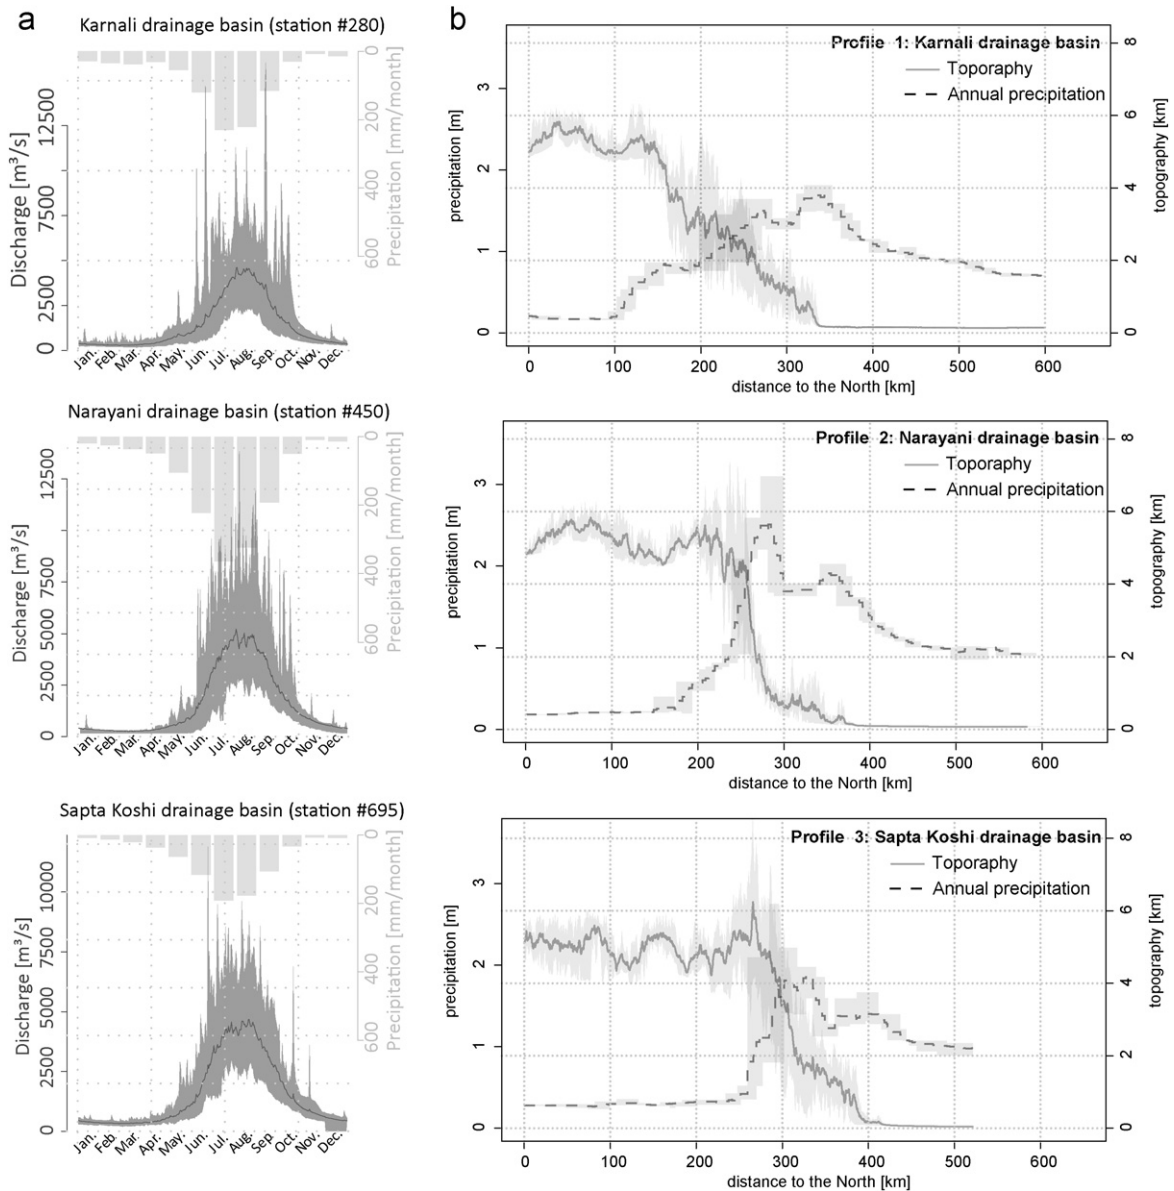 a
Karnali drainage basin (station #280)
Discharge [m³/s]
0 2500 7500 12500
0 200 400 600
Precipitation [mm/month]
Jan. Feb. Mar. Apr. May. Jun. Jul. Aug. Sep. Oct. Nov. Dec.
Narayani drainage basin (station #450)
Discharge [m³/s]
0 2500 5000 7500 12500
0 200 400 600
Precipitation [mm/month]
Jan. Feb. Mar. Apr. May. Jun. Jul. Aug. Sep. Oct. Nov. Dec.
Sapta Koshi drainage basin (station #695)
Discharge [m³/s]
0 2500 5000 7500 10000
0 200 400 600
Precipitation [mm/month]
Jan. Feb. Mar. Apr. May. Jun. Jul. Aug. Sep. Oct. Nov. Dec.
b
Profile 1: Karnali drainage basin
Toporaphy
Annual precipitation
precipitation [m]
0 1 2 3
topography [km]
0 2 4 6 8
0 100 200 300 400 500 600
distance to the North [km]
Profile 2: Narayani drainage basin
Toporaphy
Annual precipitation
precipitation [m]
0 1 2 3
topography [km]
0 2 4 6 8
0 100 200 300 400 500 600
distance to the North [km]
Profile 3: Sapta Koshi drainage basin
Toporaphy
Annual precipitation
precipitation [m]
0 1 2 3
topography [km]
0 2 4 6 8
0 100 200 300 400 500 600
distance to the North [km]